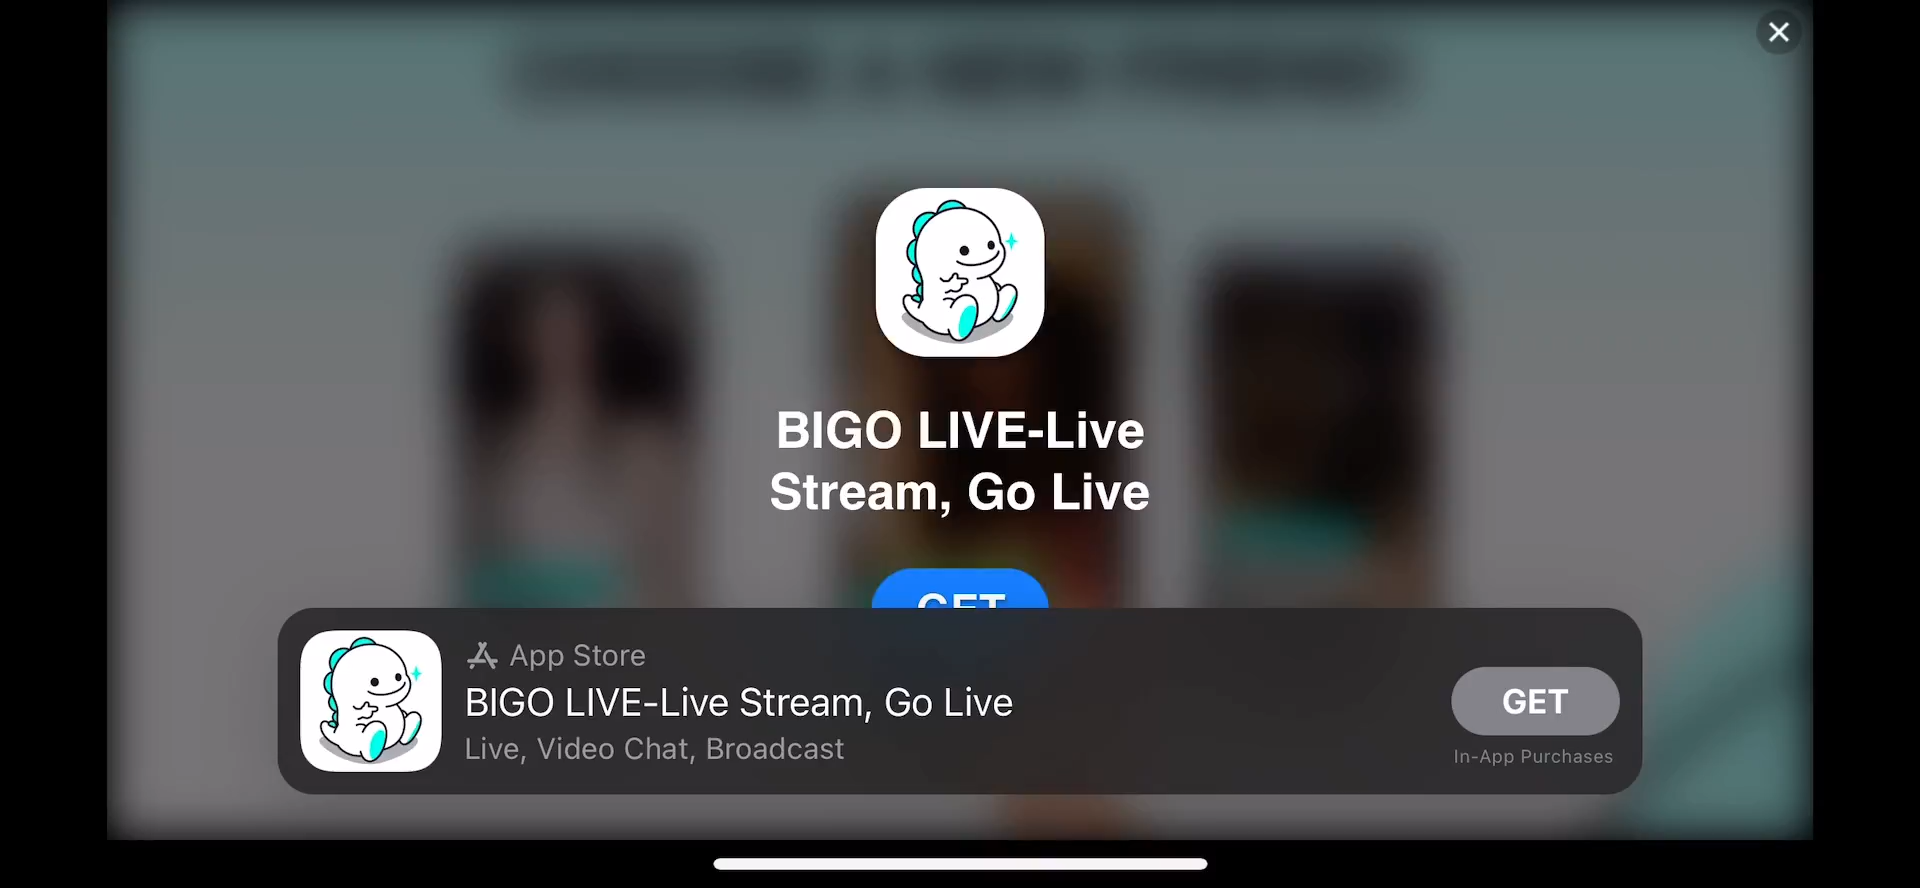 BIGO LIVE-Live
Stream, Go Live
GET
App Store
BIGO LIVE-Live Stream, Go Live
Live, Video Chat, Broadcast
GET
In-App Purchases